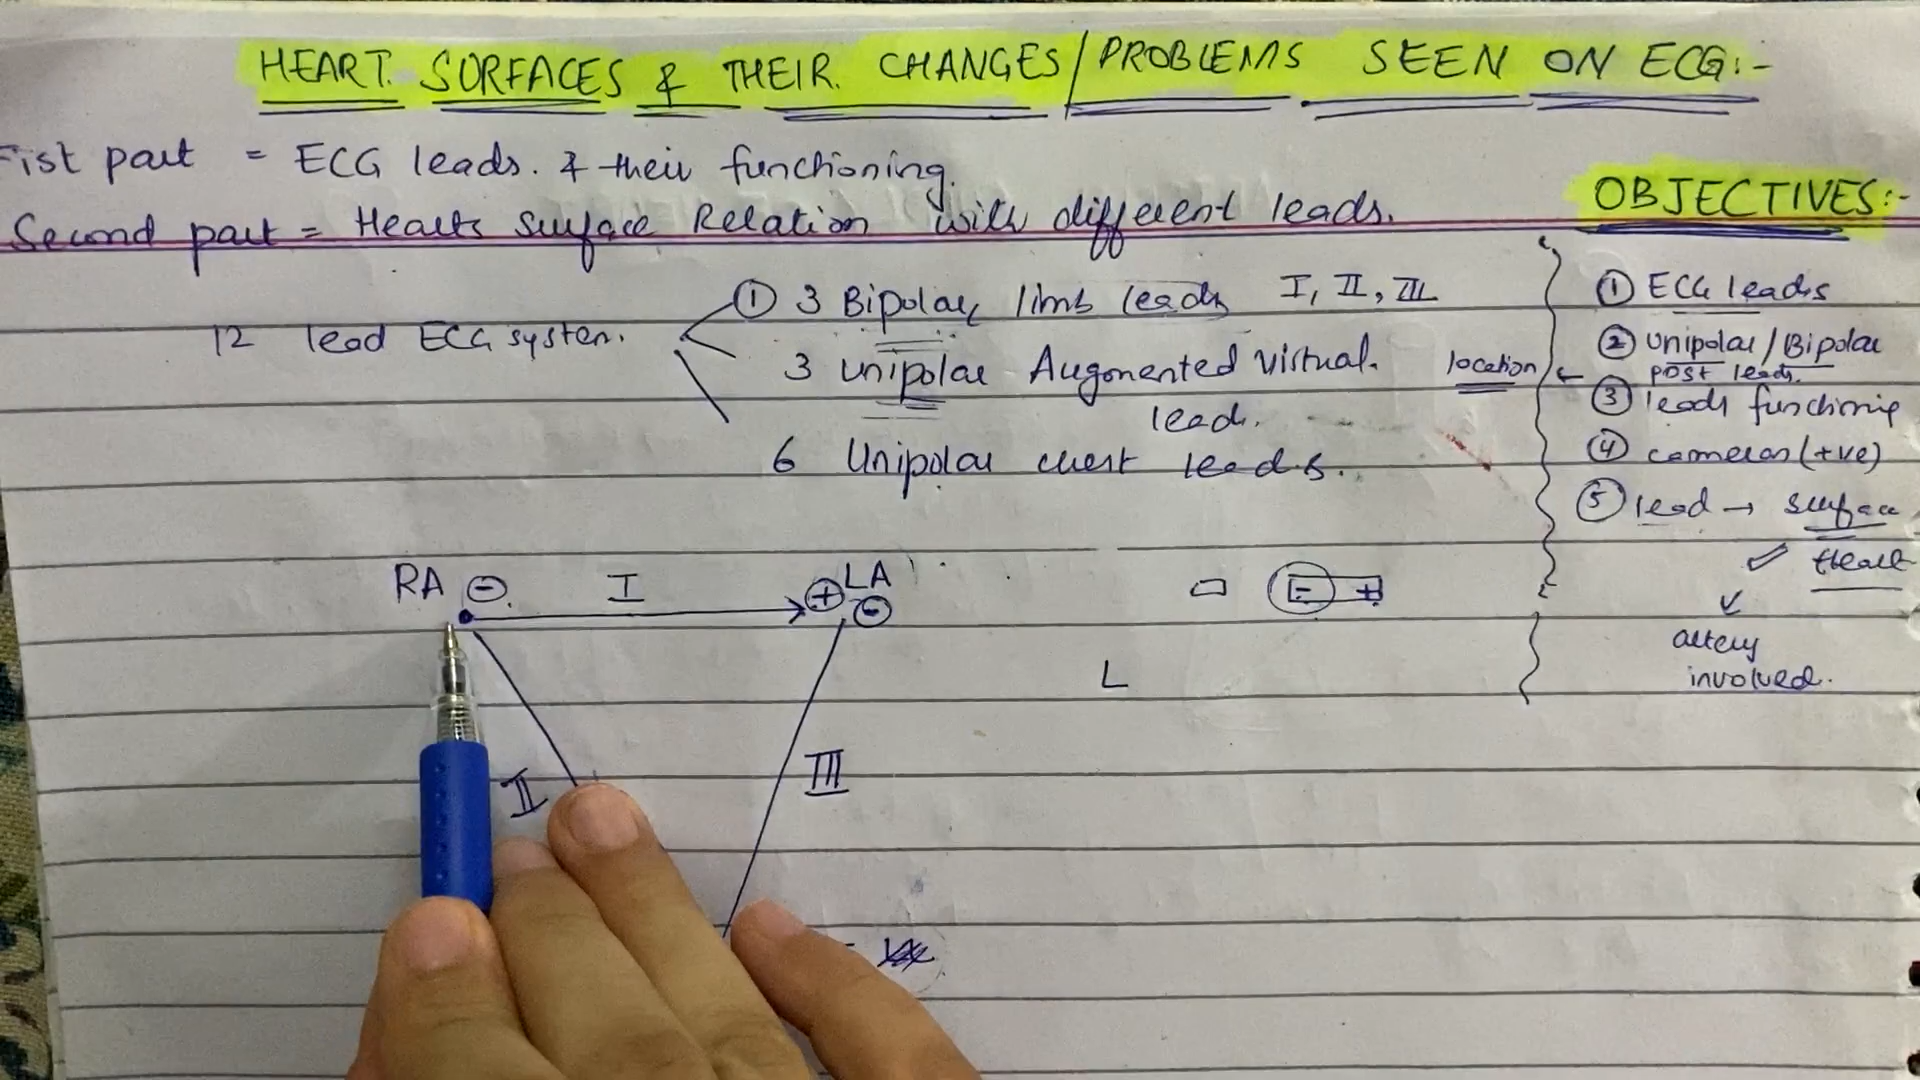 HEART SURFACES & THEIR CHANGES/PROBLEMS SEEN ON ECG:-
Fist part = ECG leads. & their functioning.
Second part = Hearts Surface Relation with different leads.
12 lead ECG system.
① 3 Bipolar limb leads I, II, III
3 unipolar Augmented virtual.
lead.
6 Unipolar chest leads.
OBJECTIVES:-
① ECG leads
② Unipolar/Bipolar
post leads.
location ←
③ leads functioning
④ cameras (+ve)
⑤ lead → surface
Heart
artery
involved.
RA ⊖ I ⊕ LA
⊖
- +
L
II III